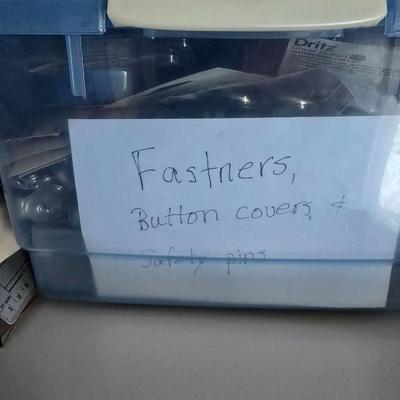 Dritz
Fastners,
Button covers, &
Safety pins